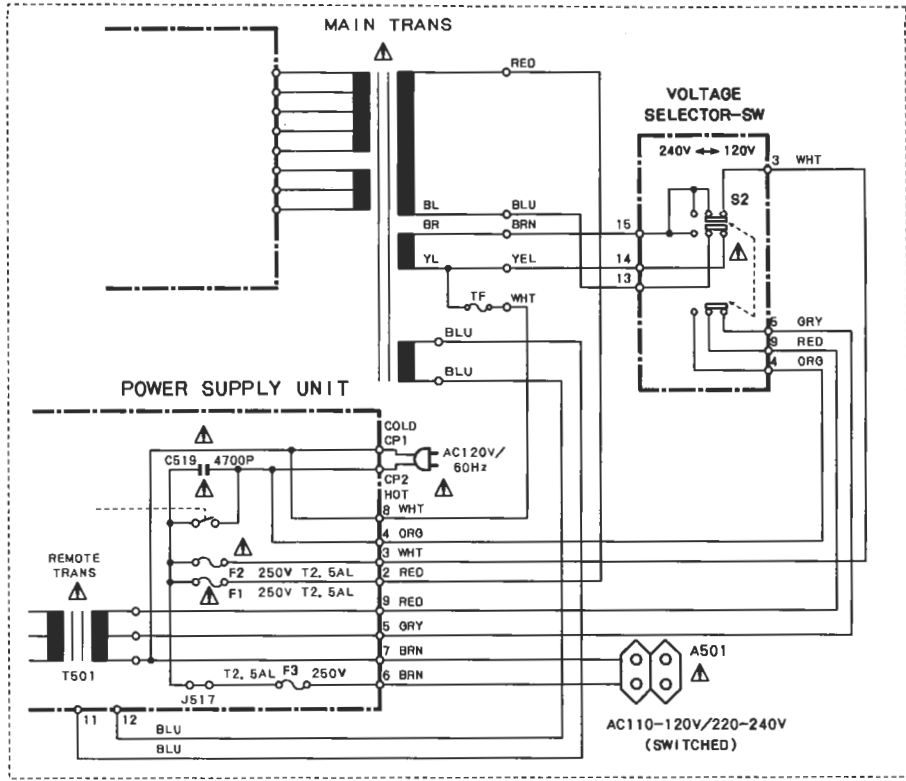 MAIN TRANS
RED
VOLTAGE
SELECTOR-SW
240V ↔ 120V
3 WHT
S2
BL BLU
BR BRN 15
YL YEL 14
13
TF WHT
BLU
5 GRY
9 RED
4 ORG
BLU
POWER SUPPLY UNIT
COLD
CP1
C519 4700P
AC120V/
60Hz
CP2
HOT
8 WHT
4 ORG
3 WHT
F2 250V T2.5AL
2 RED
F1 250V T2.5AL
REMOTE
TRANS
9 RED
5 GRY
7 BRN
A501
T501
T2.5AL F3 250V
6 BRN
J517
11 12
BLU
BLU
AC110-120V/220-240V
(SWITCHED)